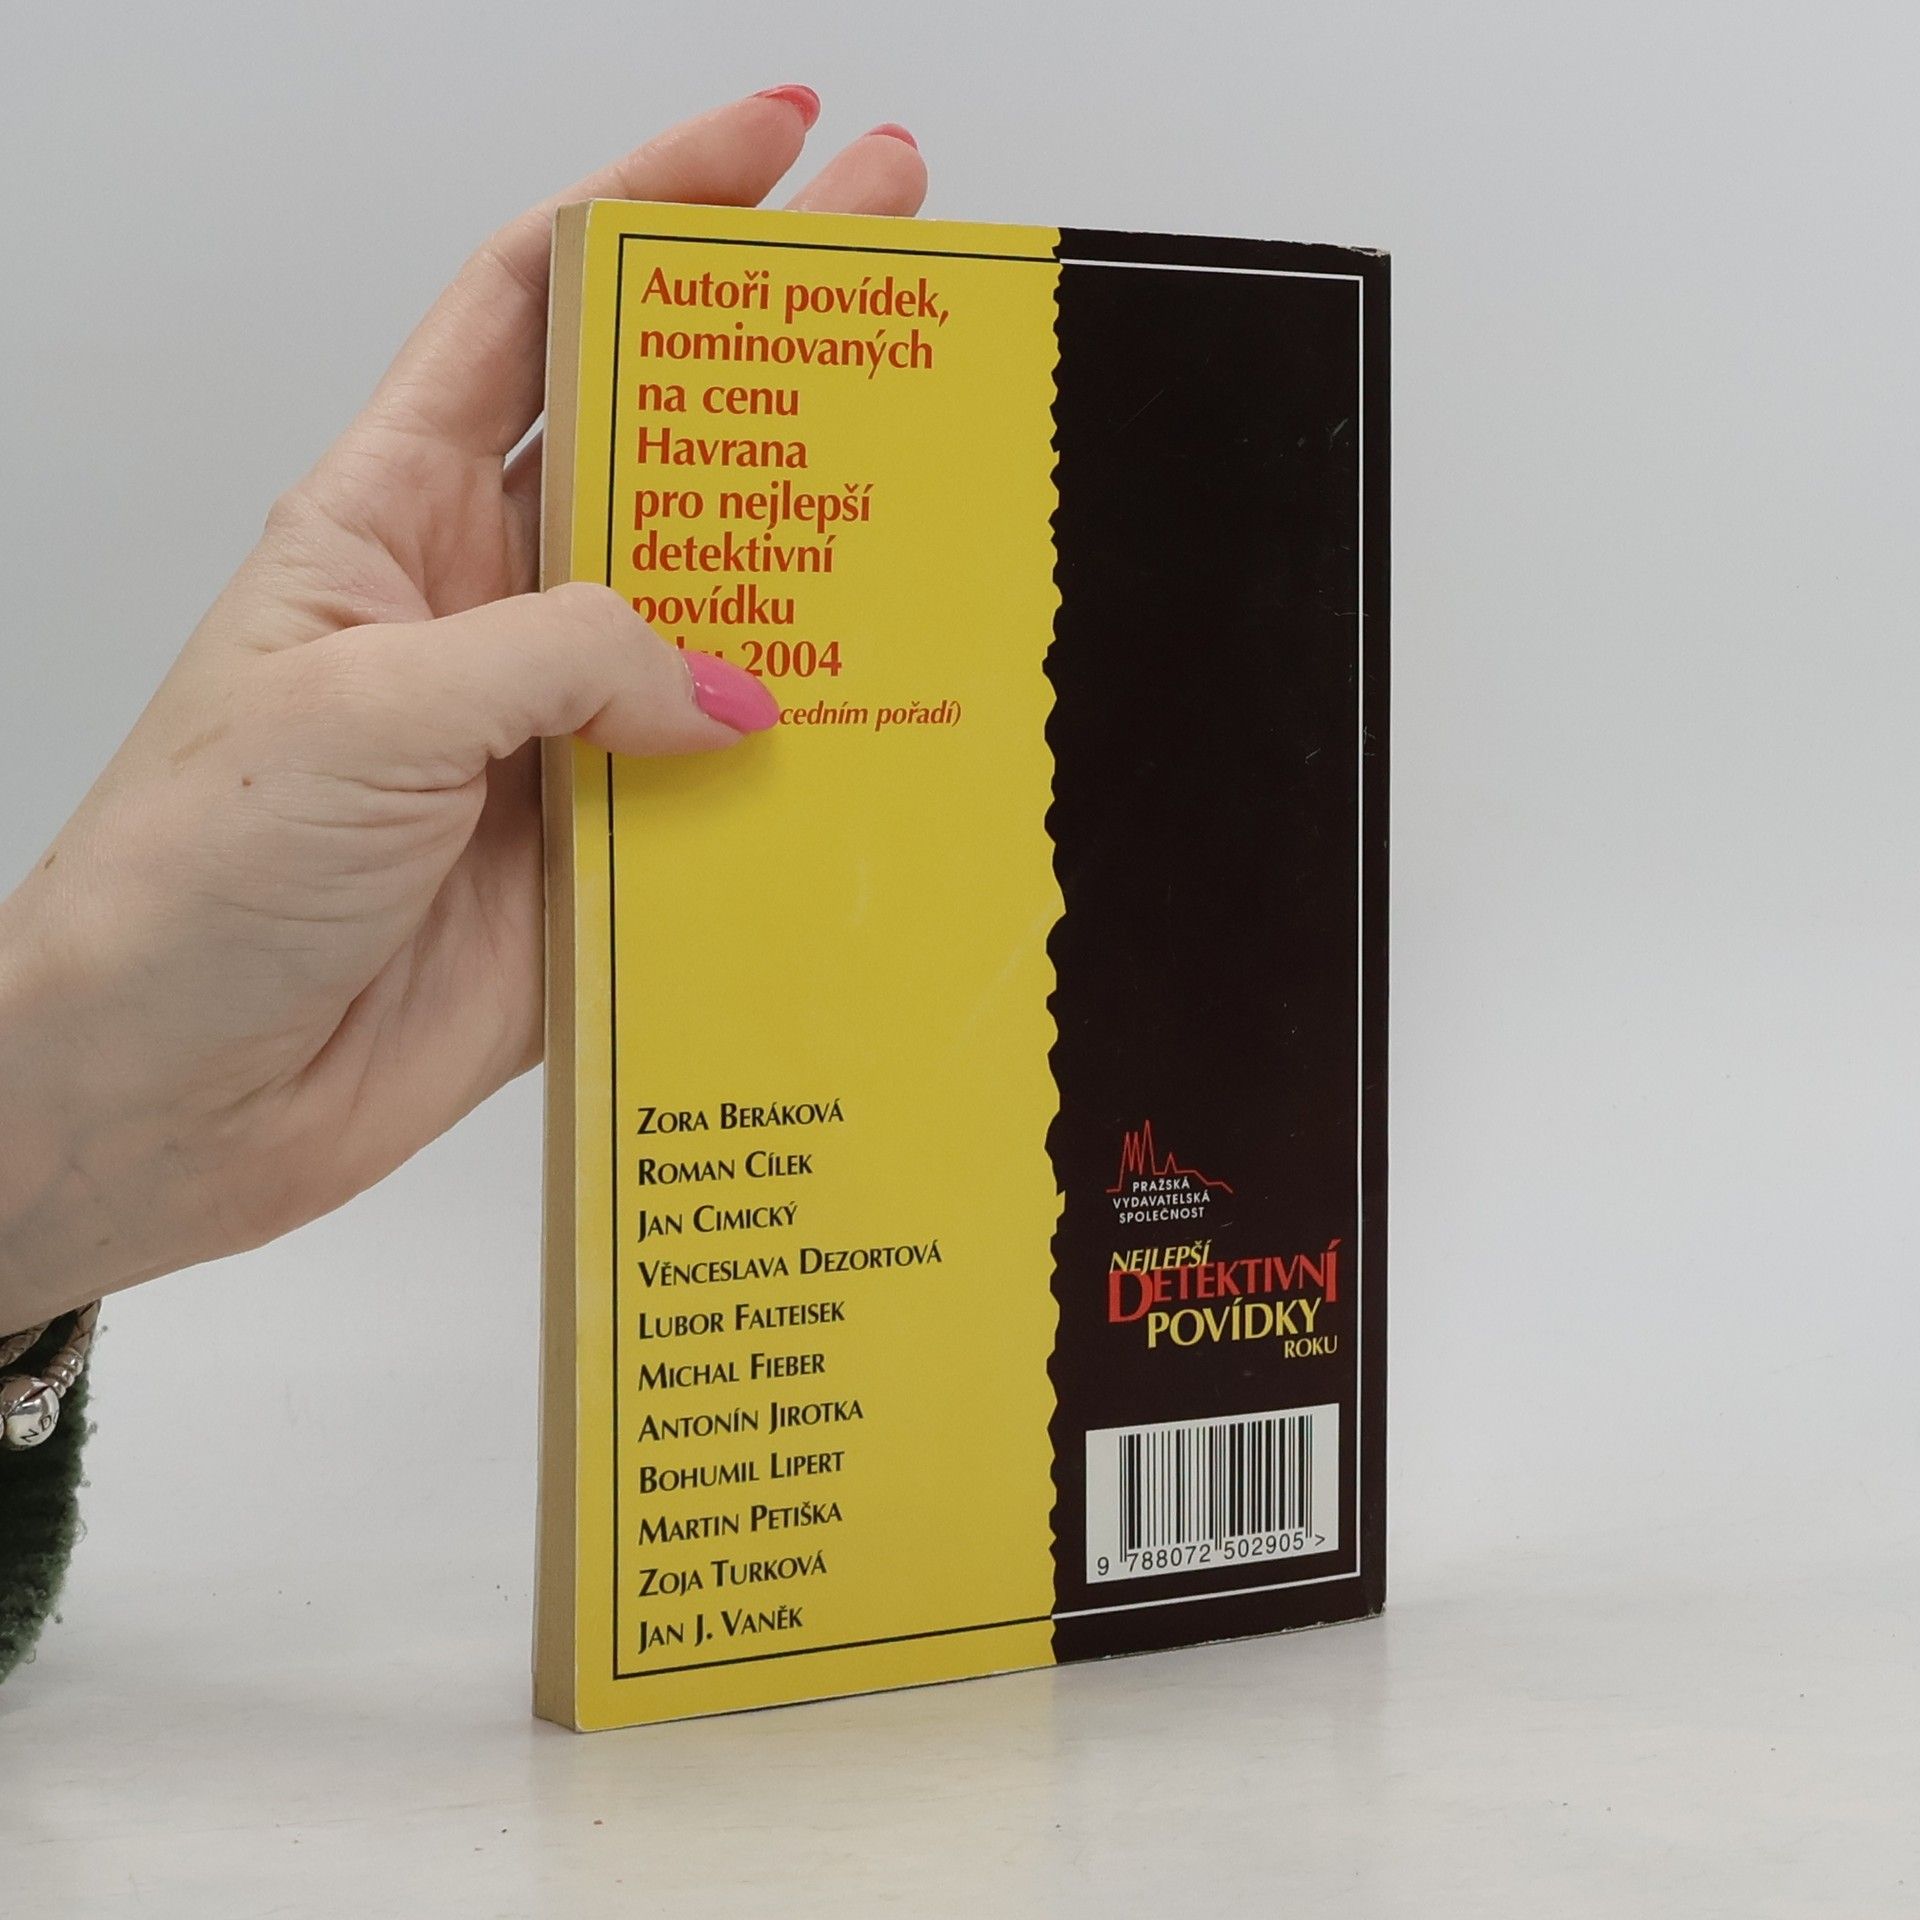 Autoři povídek,
nominovaných
na cenu
Havrana
pro nejlepší
detektivní
povídku
2004
pořadí)
ZORA BERÁKOVÁ
ROMAN CÍLEK
JAN CIMICKÝ
VĚNCESLAVA DEZORTOVÁ
LUBOR FALTEISEK
MICHAL FIEBER
ANTONÍN JIROTKA
BOHUMIL LIPERT
MARTIN PETIŠKA
ZOJA TURKOVÁ
JAN J. VANĚK
PRAŽSKÁ
VYDAVATELSKÁ
SPOLEČNOST
NEJLEPŠÍ
DETEKTIVNÍ
POVÍDKY
ROKU
9 788072 502905 >